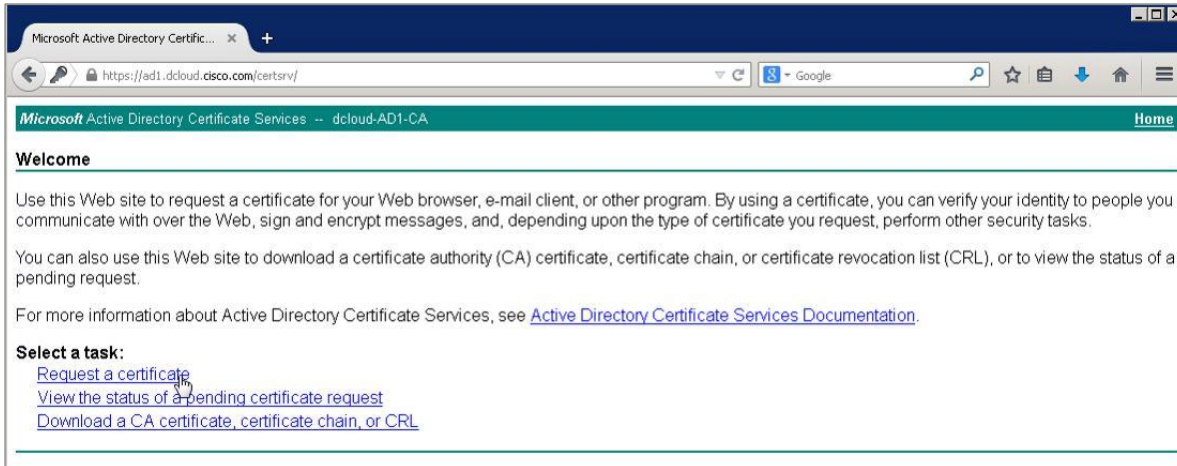 Microsoft Active Directory Certific...
https://ad1.dcloud.cisco.com/certsrv/
Google
Microsoft Active Directory Certificate Services -- dcloud-AD1-CA Home
Welcome
Use this Web site to request a certificate for your Web browser, e-mail client, or other program. By using a certificate, you can verify your identity to people you
communicate with over the Web, sign and encrypt messages, and, depending upon the type of certificate you request, perform other security tasks.
You can also use this Web site to download a certificate authority (CA) certificate, certificate chain, or certificate revocation list (CRL), or to view the status of a
pending request.
For more information about Active Directory Certificate Services, see Active Directory Certificate Services Documentation.
Select a task:
Request a certificate
View the status of a pending certificate request
Download a CA certificate, certificate chain, or CRL